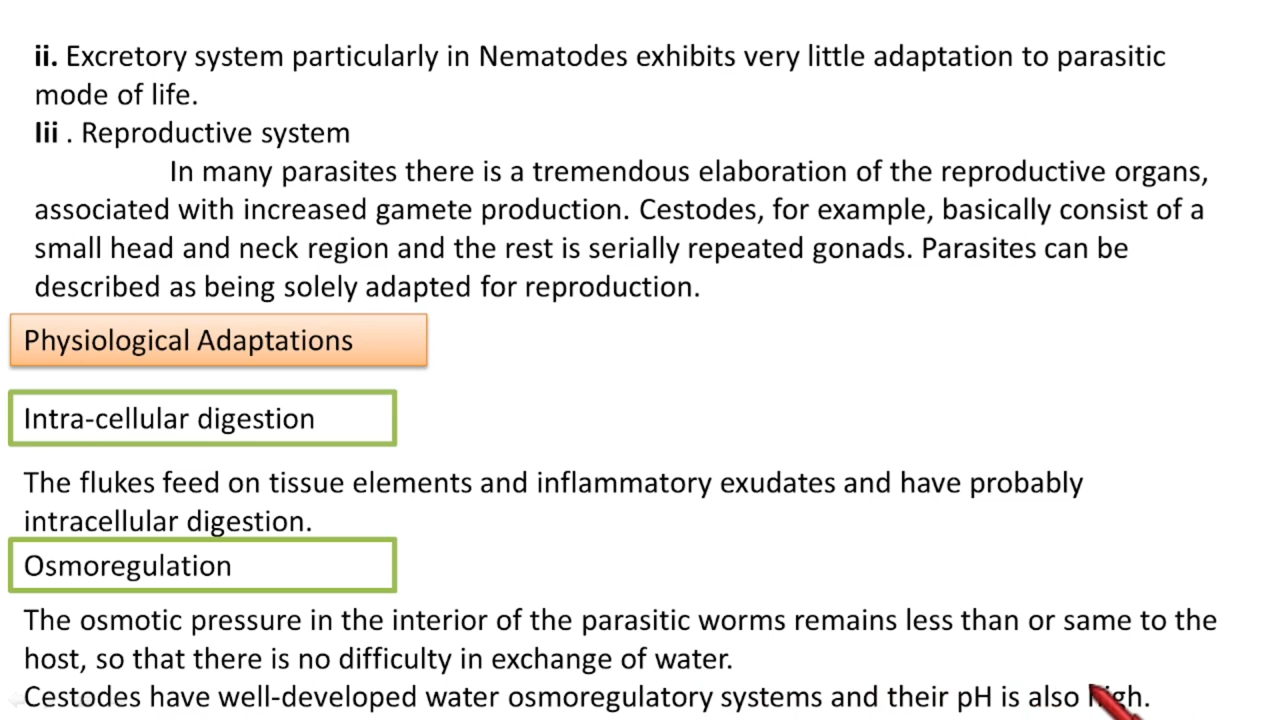 ii. Excretory system particularly in Nematodes exhibits very little adaptation to parasitic
mode of life.
Iii . Reproductive system
In many parasites there is a tremendous elaboration of the reproductive organs,
associated with increased gamete production. Cestodes, for example, basically consist of a
small head and neck region and the rest is serially repeated gonads. Parasites can be
described as being solely adapted for reproduction.
Physiological Adaptations
Intra-cellular digestion
The flukes feed on tissue elements and inflammatory exudates and have probably
intracellular digestion.
Osmoregulation
The osmotic pressure in the interior of the parasitic worms remains less than or same to the
host, so that there is no difficulty in exchange of water.
Cestodes have well-developed water osmoregulatory systems and their pH is also high.